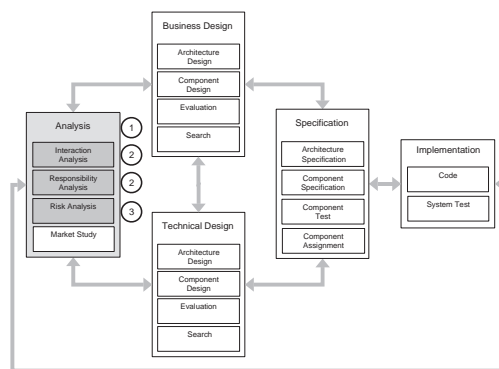 Business Design
Architecture
Design
Component
Design
Evaluation
Search
Analysis
1
Interaction
Analysis
2
Responsibility
Analysis
2
Risk Analysis
3
Market Study
Specification
Architecture
Specification
Component
Specification
Component
Test
Component
Assignment
Implementation
Code
System Test
Technical Design
Architecture
Design
Component
Design
Evaluation
Search